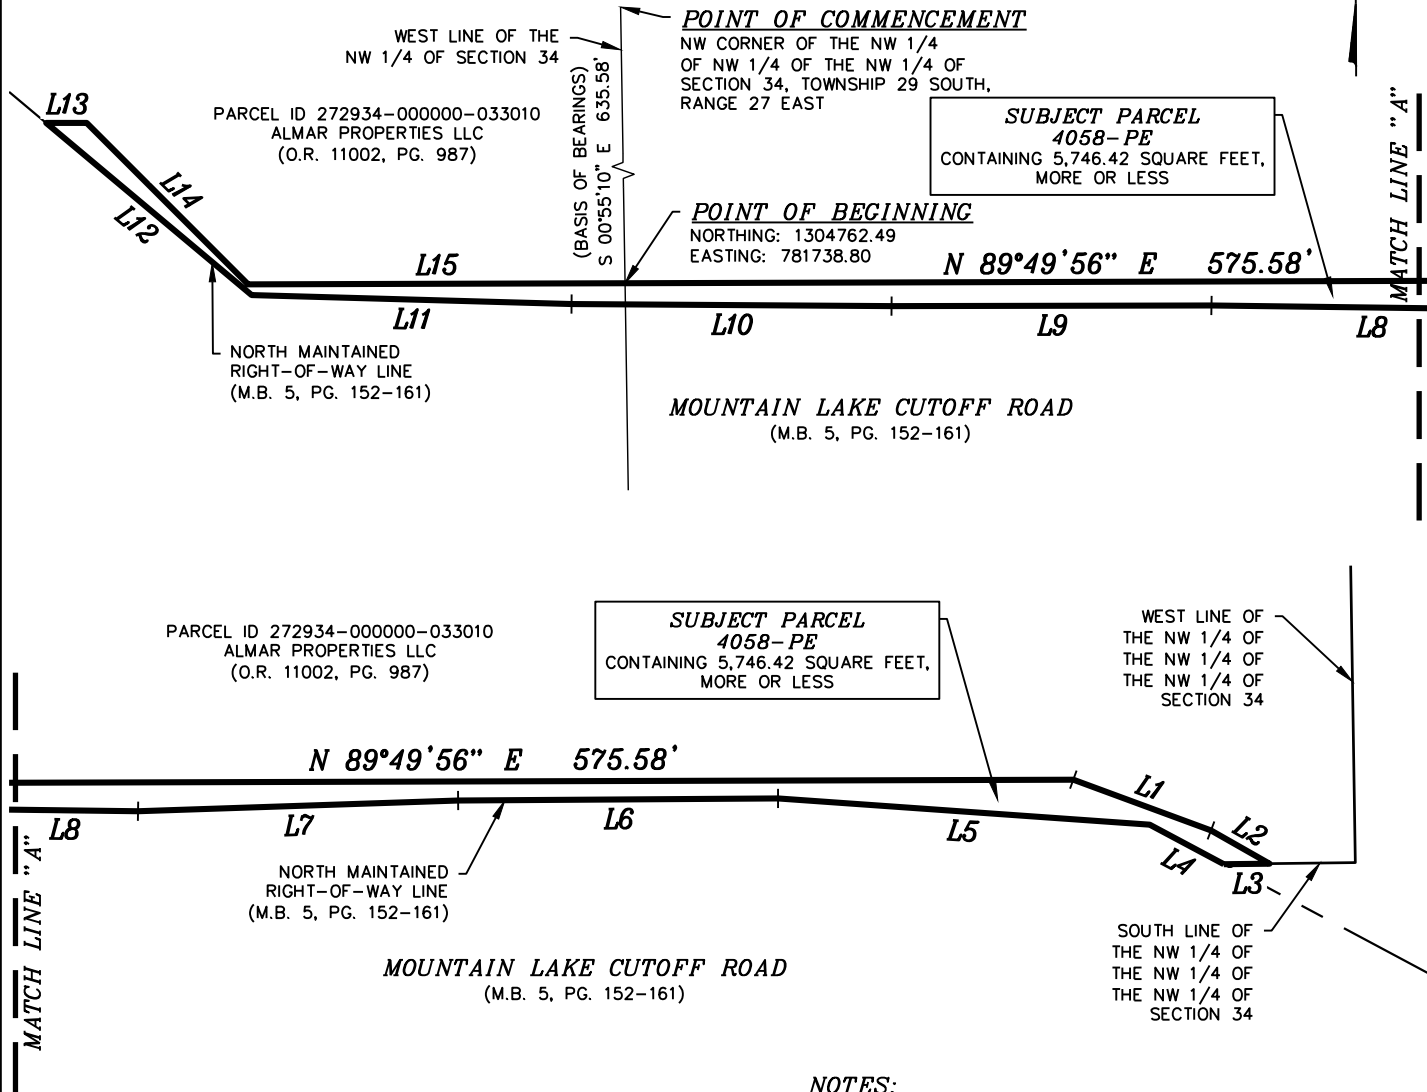 POINT OF COMMENCEMENT
NW CORNER OF THE NW 1/4
OF NW 1/4 OF THE NW 1/4 OF
SECTION 34, TOWNSHIP 29 SOUTH,
RANGE 27 EAST
WEST LINE OF THE
NW 1/4 OF SECTION 34
(BASIS OF BEARINGS)
S 00°55'10" E 635.58'
L13
PARCEL ID 272934-000000-033010
ALMAR PROPERTIES LLC
(O.R. 11002, PG. 987)
SUBJECT PARCEL
4058-PE
CONTAINING 5,746.42 SQUARE FEET,
MORE OR LESS
MATCH LINE "A"
L14
L12
POINT OF BEGINNING
NORTHING: 1304762.49
EASTING: 781738.80
L15
N 89°49'56" E 575.58'
L11
L10
L9
L8
NORTH MAINTAINED
RIGHT-OF-WAY LINE
(M.B. 5, PG. 152-161)
MOUNTAIN LAKE CUTOFF ROAD
(M.B. 5, PG. 152-161)
PARCEL ID 272934-000000-033010
ALMAR PROPERTIES LLC
(O.R. 11002, PG. 987)
SUBJECT PARCEL
4058-PE
CONTAINING 5,746.42 SQUARE FEET,
MORE OR LESS
WEST LINE OF
THE NW 1/4 OF
THE NW 1/4 OF
THE NW 1/4 OF
SECTION 34
N 89°49'56" E 575.58'
L1
L2
L8
L7
L6
L5
L4
L3
MATCH LINE "A"
NORTH MAINTAINED
RIGHT-OF-WAY LINE
(M.B. 5, PG. 152-161)
SOUTH LINE OF
THE NW 1/4 OF
THE NW 1/4 OF
THE NW 1/4 OF
SECTION 34
MOUNTAIN LAKE CUTOFF ROAD
(M.B. 5, PG. 152-161)
NOTES: